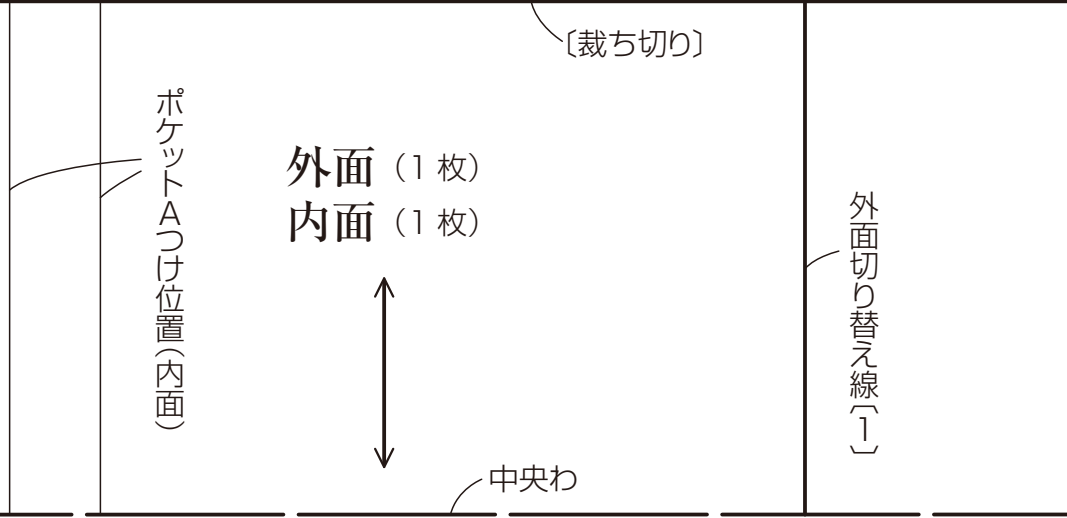 〔裁ち切り〕
ポケットAつけ位置(内面)
外面(1枚)
内面(1枚)
外面切り替え線〔1〕
中央わ